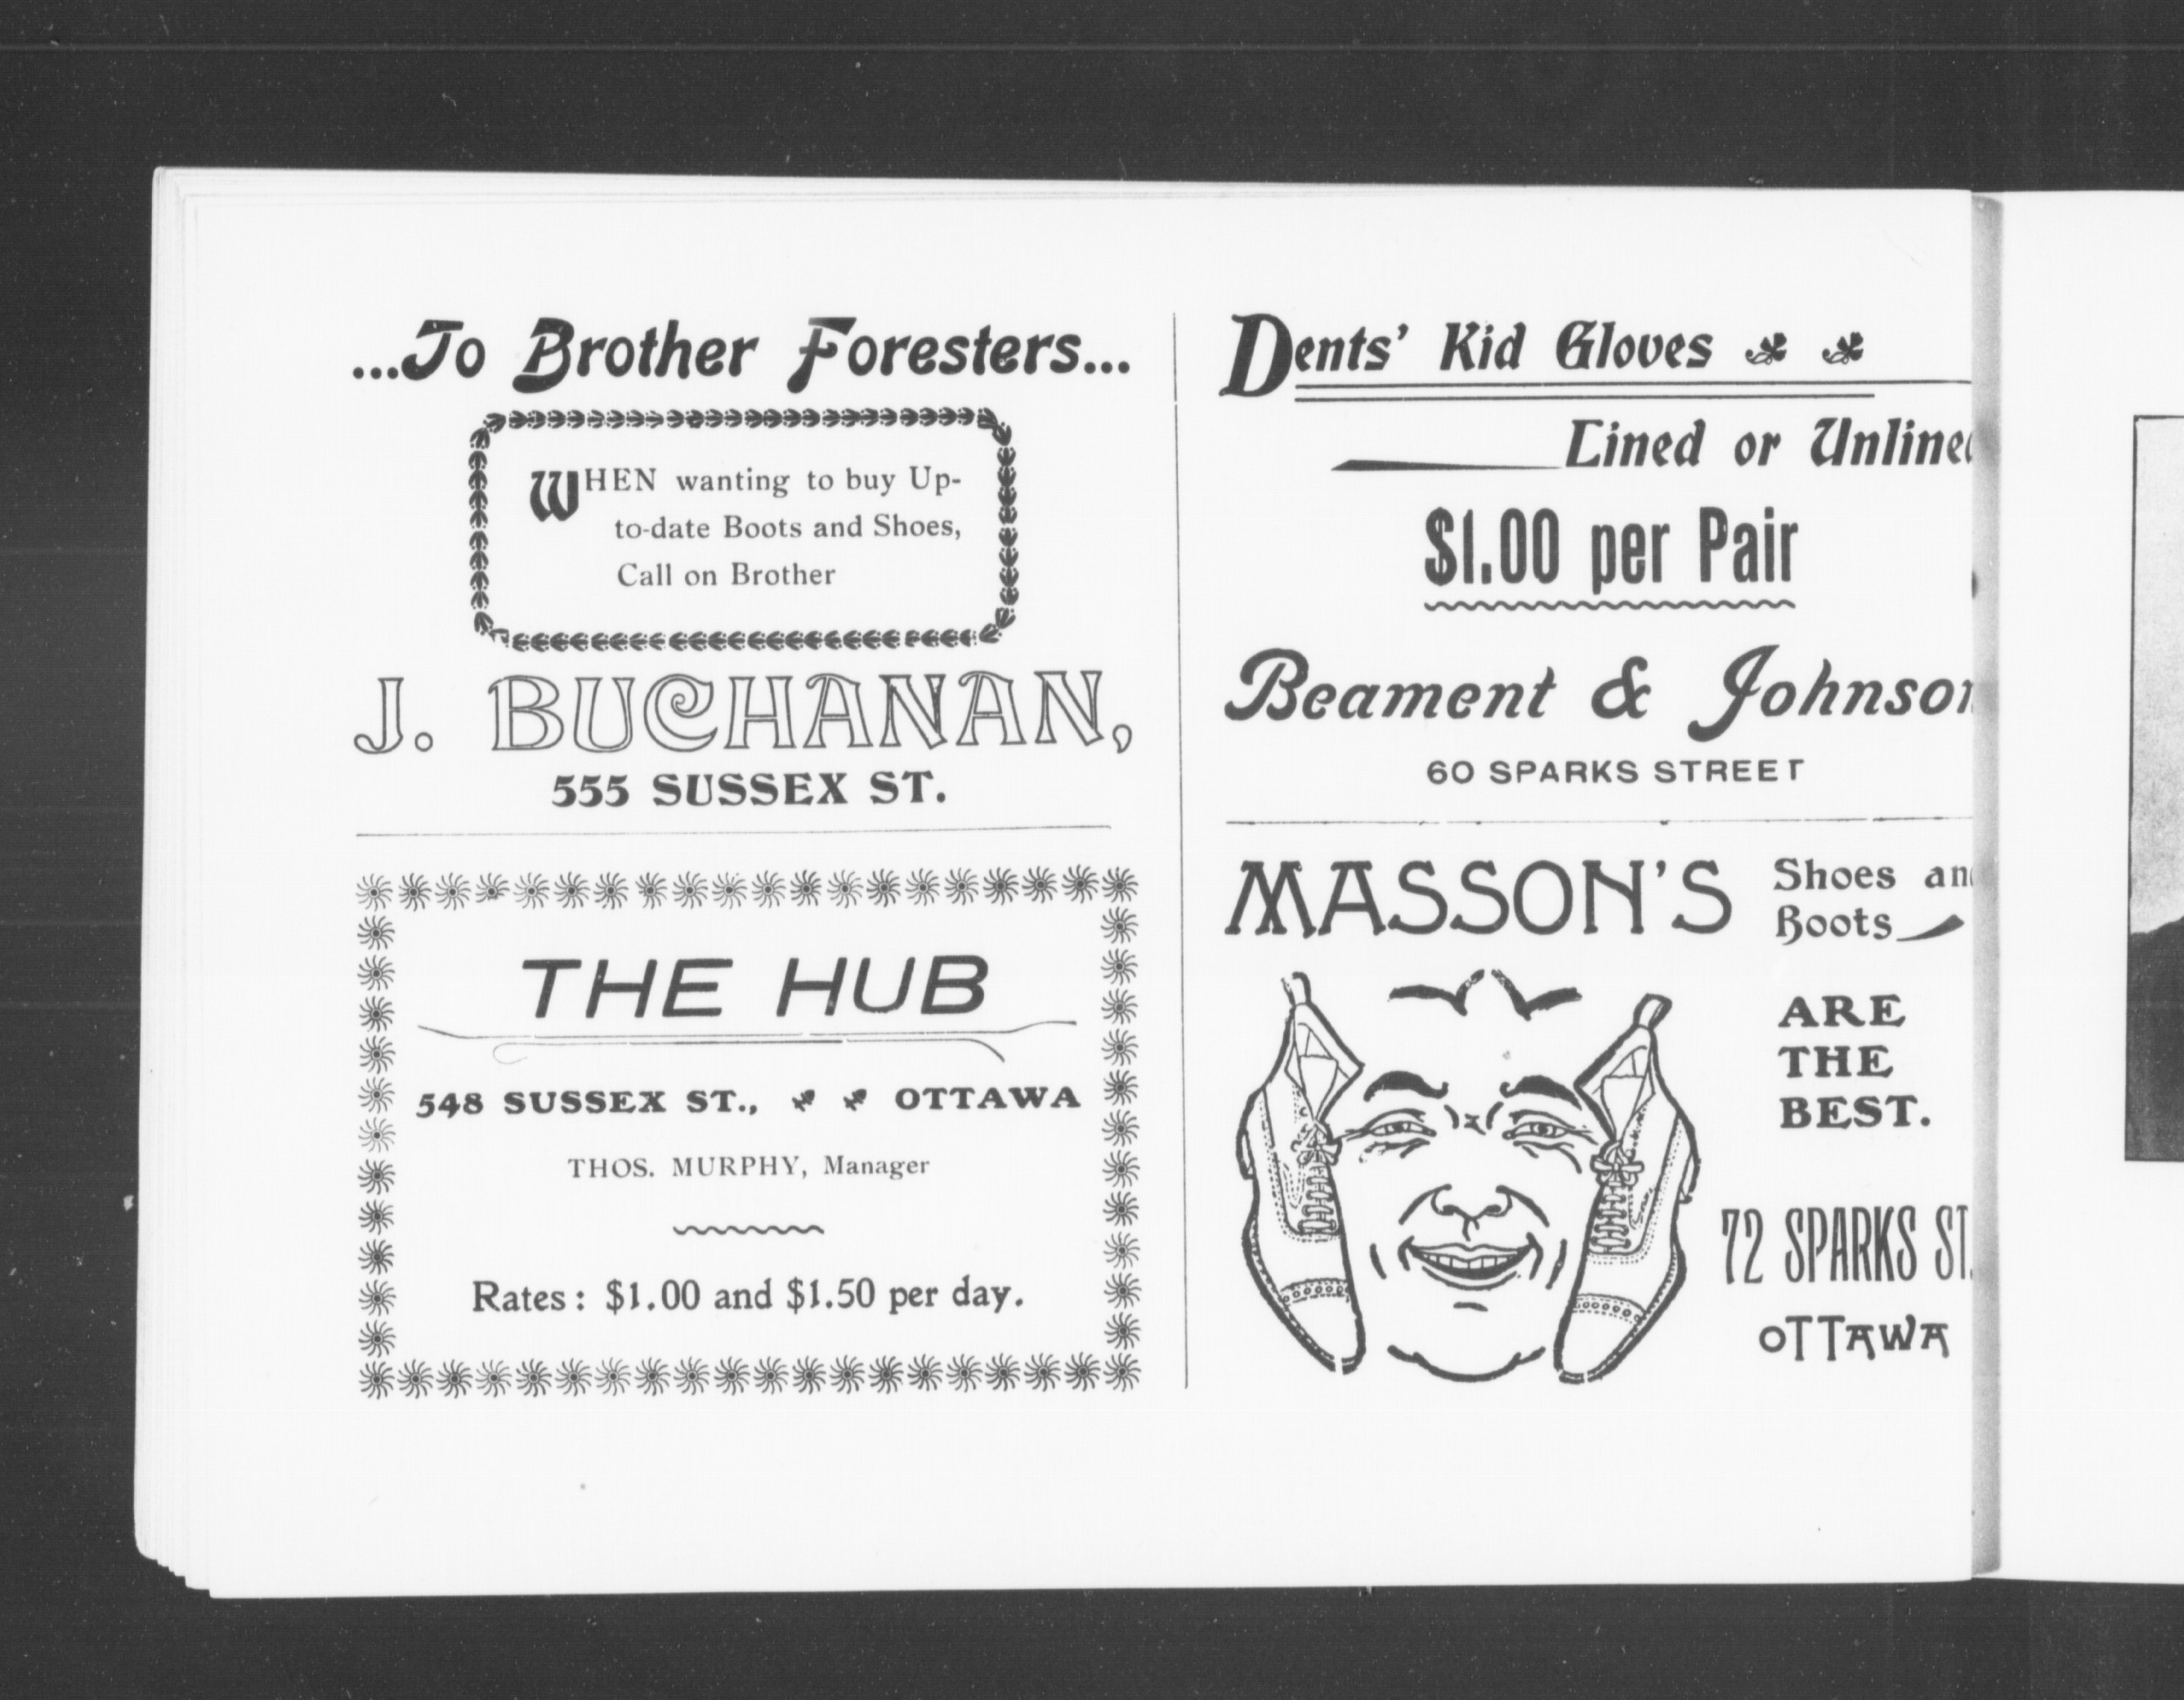 ...To Brother Foresters...
WHEN wanting to buy Up-
to-date Boots and Shoes,
Call on Brother
J. BUCHANAN,
555 SUSSEX ST.
THE HUB
548 SUSSEX ST., OTTAWA
THOS. MURPHY, Manager
Rates: $1.00 and $1.50 per day.
Dents' Kid Gloves
Lined or Unlined
$1.00 per Pair
Beament & Johnson
60 SPARKS STREET
MASSON'S Shoes and
Boots
ARE
THE
BEST.
72 SPARKS ST.
OTTAWA